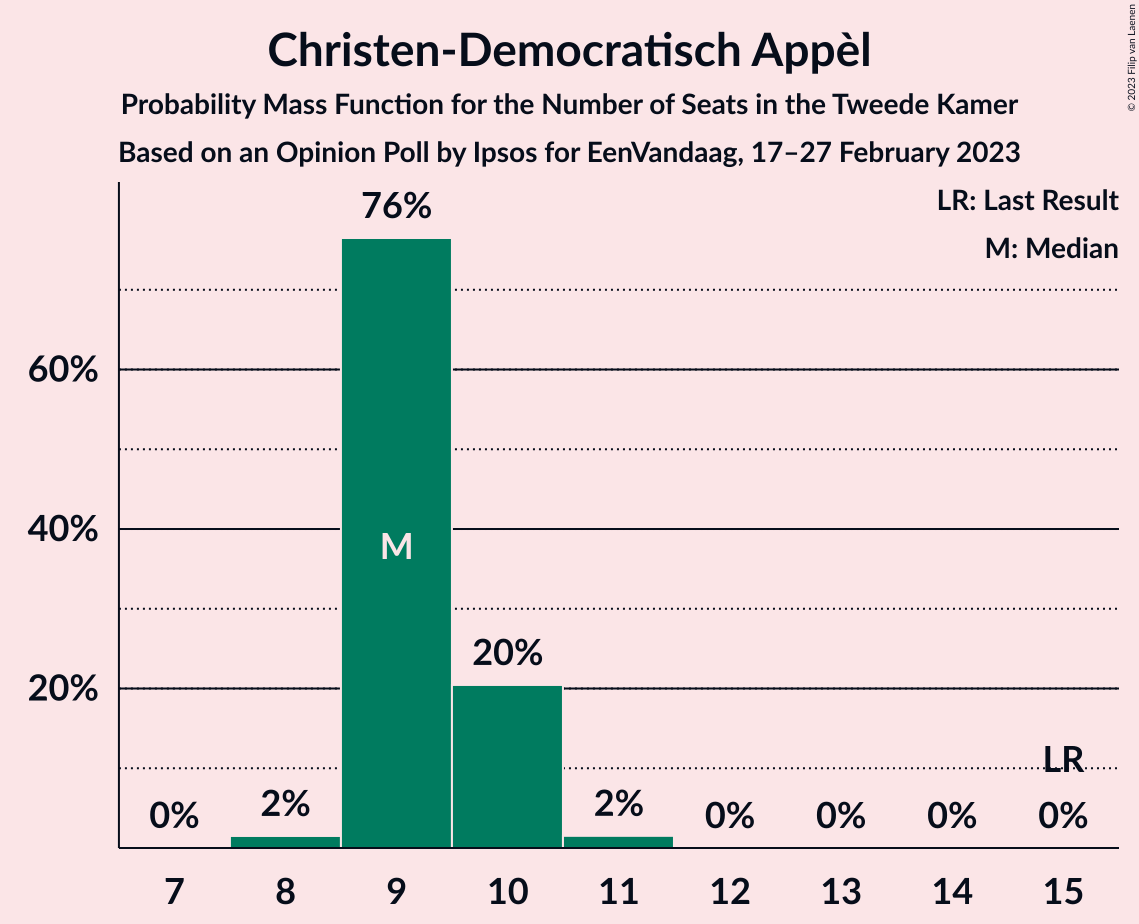 Christen-Democratisch Appèl
Probability Mass Function for the Number of Seats in the Tweede Kamer
Based on an Opinion Poll by Ipsos for EenVandaag, 17–27 February 2023
© 2023 Filip van Laenen
LR: Last Result
M: Median
76%
60%
40%
M
20%
20%
LR
0%
2%
2%
0%
0%
0%
0%
7
8
9
10
11
12
13
14
15